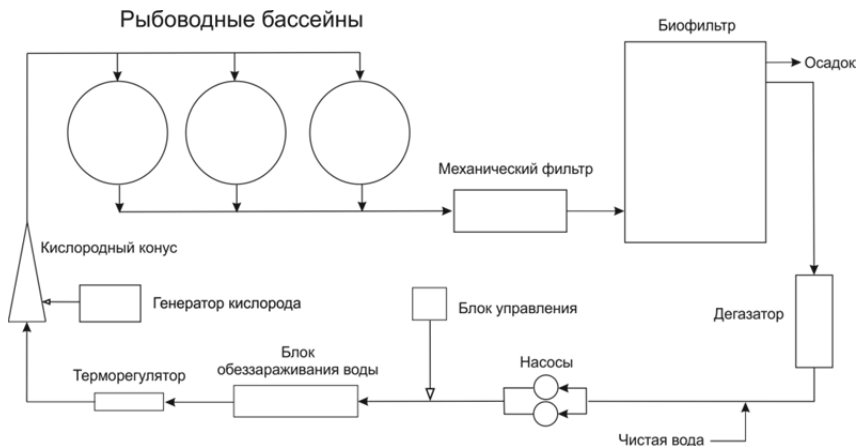 Рыбоводные бассейны
Биофильтр
Осадок
Механический фильтр
Кислородный конус
Генератор кислорода
Блок управления
Дегазатор
Блок
обеззараживания воды
Насосы
Терморегулятор
Чистая вода